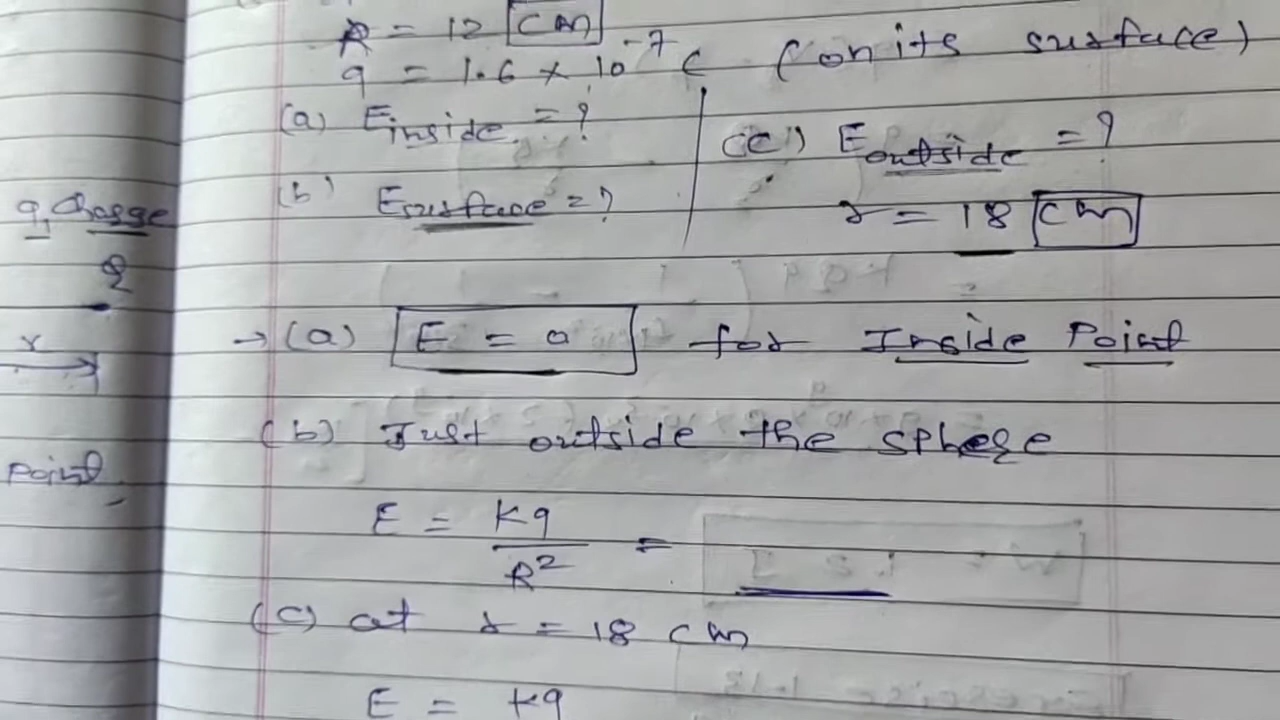 R = 12 cm
q = 1.6 × 10⁻⁷ C (on its surface)
(a) Einside = ?
(b) Esurface = ?
(c) Eoutside = ?
r = 18 cm
q, Charge
r
Point
→ (a) E = 0 for Inside Point
(b) Just outside the sphere
E = Kq / R² =
(c) at r = 18 cm
E = Kq